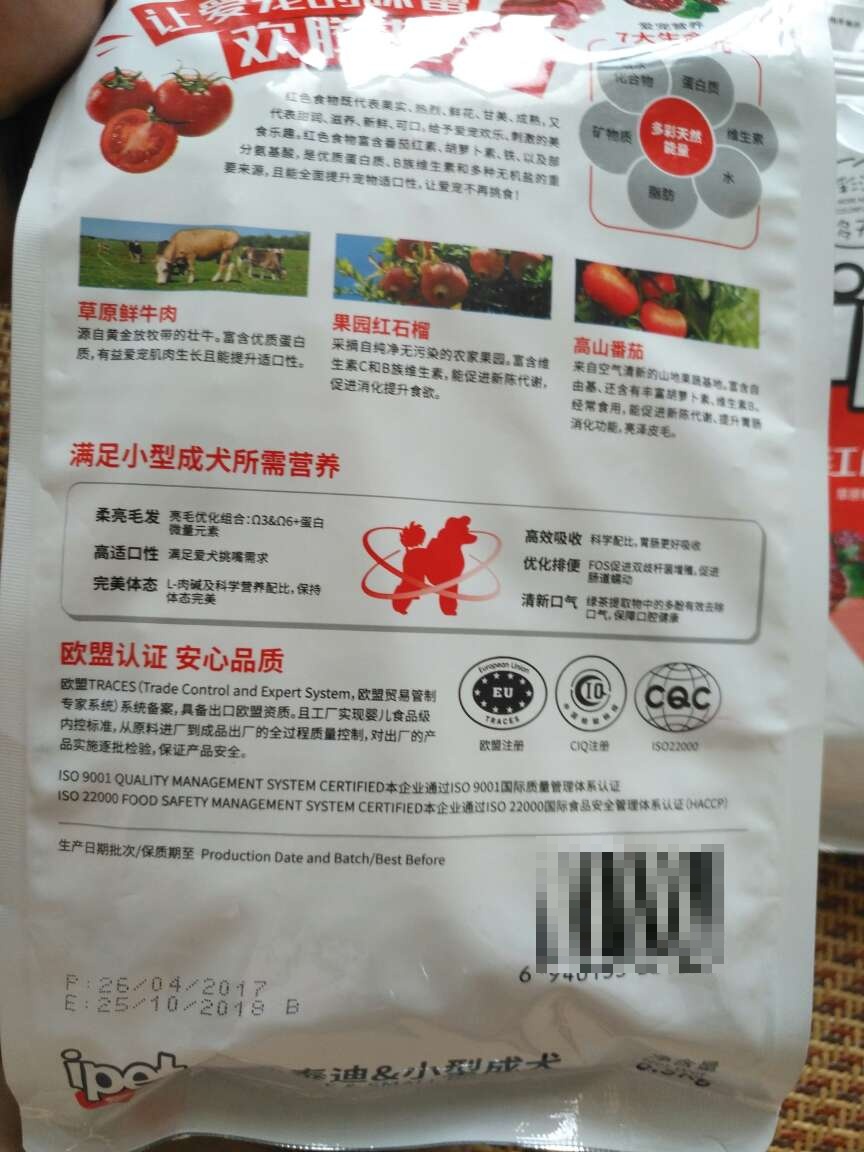 让爱宠的味蕾
欢腾
红色食物既代表果实、热烈、鲜花、甘美、成熟,又
代表甜润、滋养、新鲜、可口,给予爱宠欢乐、刺激的美
食乐趣。红色食物富含番茄红素、胡萝卜素、铁、以及部
分氨基酸,是优质蛋白质、B族维生素和多种无机盐的重
要来源,且能全面提升宠物适口性,让爱宠不再挑食!
爱宠营养
7大生命元
化合物
蛋白质
矿物质
多彩天然
能量
维生素
脂肪
水
草原鲜牛肉
源自黄金放牧带的壮牛。富含优质蛋白
质,有益爱宠肌肉生长且能提升适口性。
果园红石榴
采摘自纯净无污染的农家果园。富含维
生素C和B族维生素,能促进新陈代谢,
促进消化提升食欲。
高山番茄
来自空气清新的山地果蔬基地。富含自
由基、还含有丰富胡萝卜素、维生素B。
经常食用,能促进新陈代谢、提升胃肠
消化功能,亮泽皮毛。
满足小型成犬所需营养
柔亮毛发 亮毛优化组合:Ω3&Ω6+蛋白
微量元素
高适口性 满足爱犬挑嘴需求
完美体态 L-肉碱及科学营养配比,保持
体态完美
高效吸收 科学配比,胃肠更好吸收
优化排便 FOS促进双歧杆菌增殖,促进
肠道蠕动
清新口气 绿茶提取物中的多酚有效去除
口气,保障口腔健康
欧盟认证 安心品质
欧盟TRACES(Trade Control and Expert System,欧盟贸易管制
专家系统)系统备案,具备出口欧盟资质。且工厂实现婴儿食品级
内控标准,从原料进厂到成品出厂的全过程质量控制,对出厂的产
品实施逐批检验,保证产品安全。
European Union
EU
TRACES
欧盟注册
CIQ
CIQ注册
CQC
ISO22000
ISO 9001 QUALITY MANAGEMENT SYSTEM CERTIFIED本企业通过ISO 9001国际质量管理体系认证
ISO 22000 FOOD SAFETY MANAGEMENT SYSTEM CERTIFIED本企业通过ISO 22000国际食品安全管理体系认证(HACCP)
生产日期批次/保质期至 Production Date and Batch/Best Before
P:26/04/2017
E:25/10/2018 B
泰迪&小型成犬
净含量